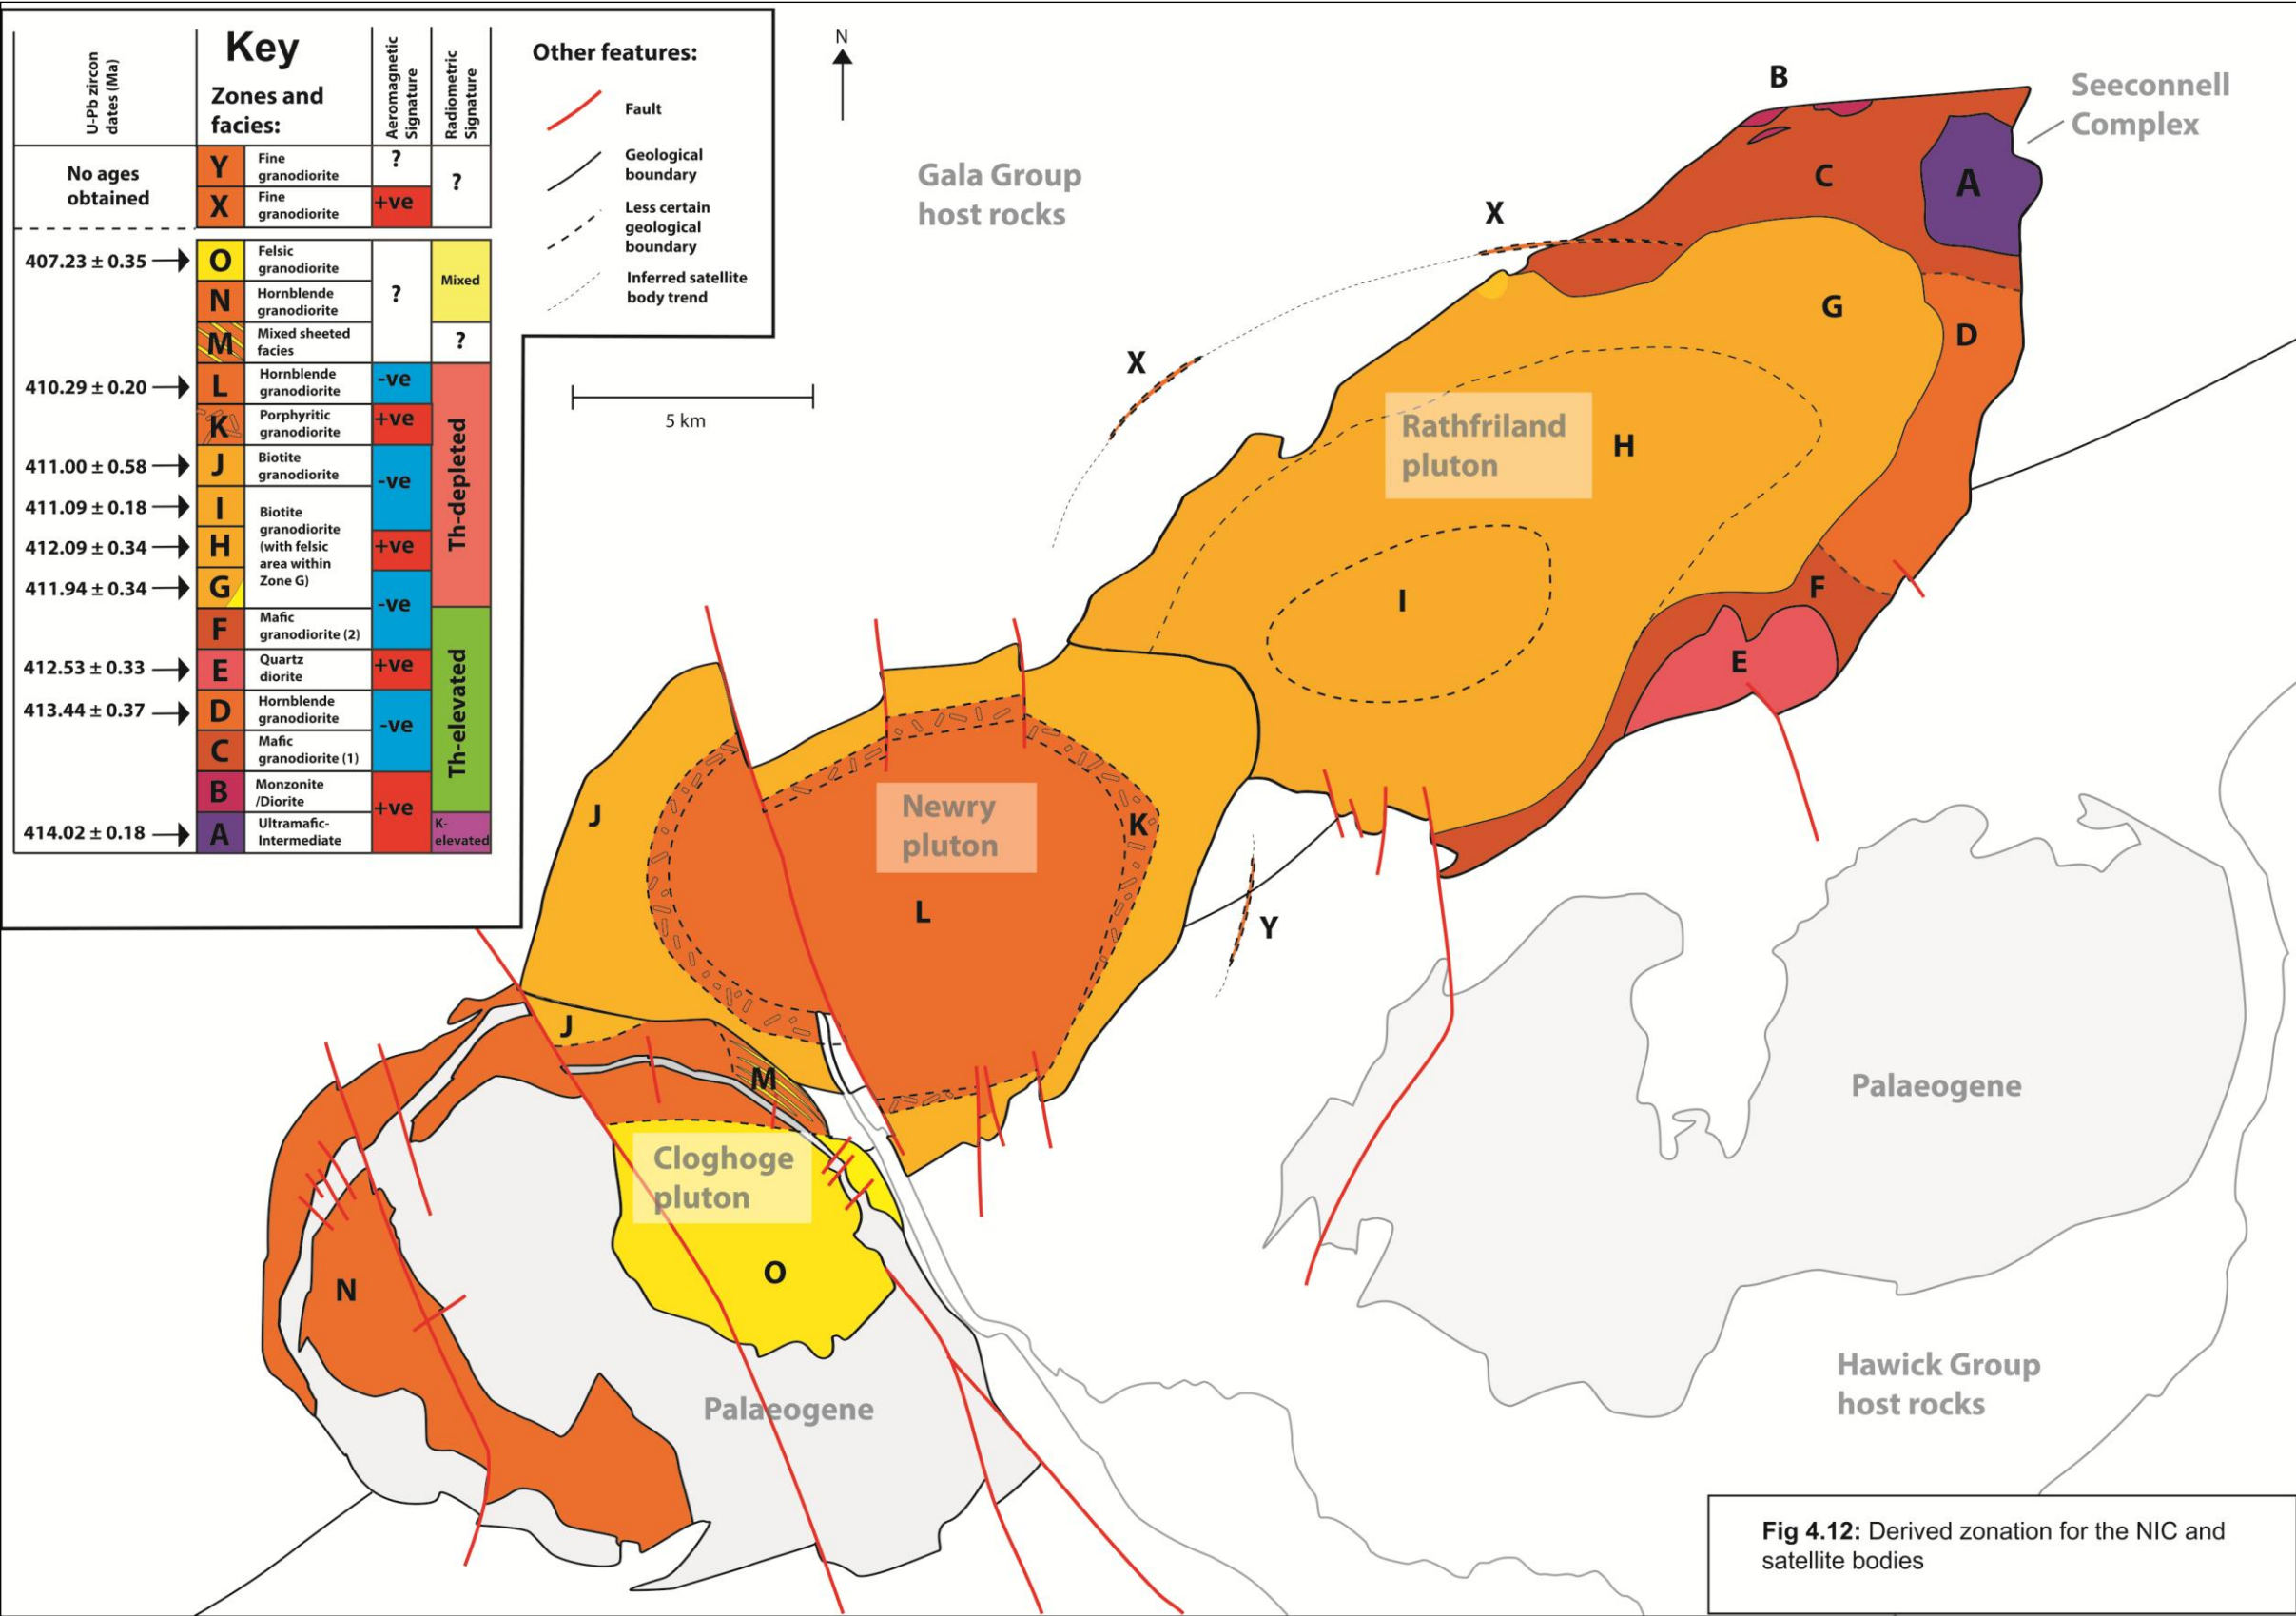 Key
U-Pb zircon
dates (Ma)
Zones and
facies:
Aeromagnetic
Signature
Radiometric
Signature
No ages
obtained
Y
Fine
granodiorite
?
?
X
Fine
granodiorite
+ve
407.23 ± 0.35
O
Felsic
granodiorite
?
Mixed
N
Hornblende
granodiorite
M
Mixed sheeted
facies
?
410.29 ± 0.20
L
Hornblende
granodiorite
-ve
Th-depleted
K
Porphyritic
granodiorite
+ve
411.00 ± 0.58
J
Biotite
granodiorite
-ve
411.09 ± 0.18
I
Biotite
granodiorite
(with felsic
area within
Zone G)
412.09 ± 0.34
H
+ve
411.94 ± 0.34
G
-ve
F
Mafic
granodiorite (2)
Th-elevated
412.53 ± 0.33
E
Quartz
diorite
+ve
413.44 ± 0.37
D
Hornblende
granodiorite
-ve
C
Mafic
granodiorite (1)
B
Monzonite
/Diorite
+ve
414.02 ± 0.18
A
Ultramafic-
Intermediate
K-
elevated
Other features:
Fault
Geological
boundary
Less certain
geological
boundary
Inferred satellite
body trend
N
5 km
Gala Group
host rocks
B
Seeconnell
Complex
C
A
X
G
D
X
Rathfriland
pluton
H
F
I
E
J
Newry
pluton
K
L
Y
J
M
Palaeogene
Cloghoge
pluton
O
N
Palaeogene
Hawick Group
host rocks
Fig 4.12: Derived zonation for the NIC and
satellite bodies